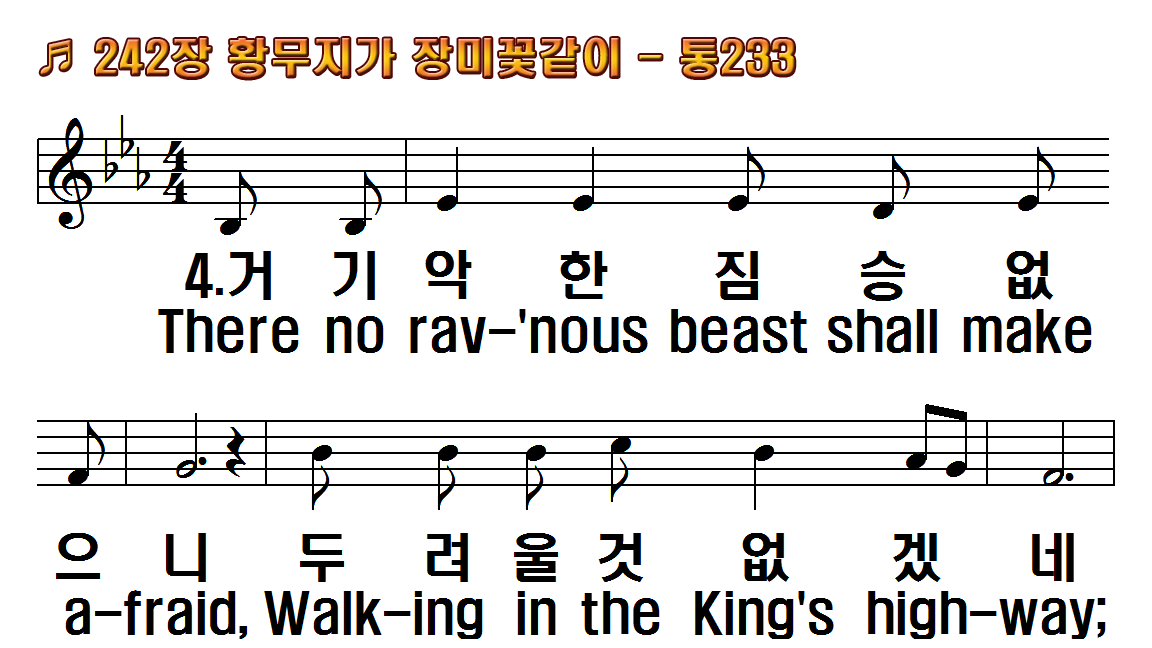 ♬ 242장 황무지가 장미꽃같이 - 통233
4
4
4.거 기 악 한 짐 승 없
There no rav-'nous beast shall make
으 니 두 려 울 것 없 겠 네
a-fraid, Walk-ing in the King's high-way;